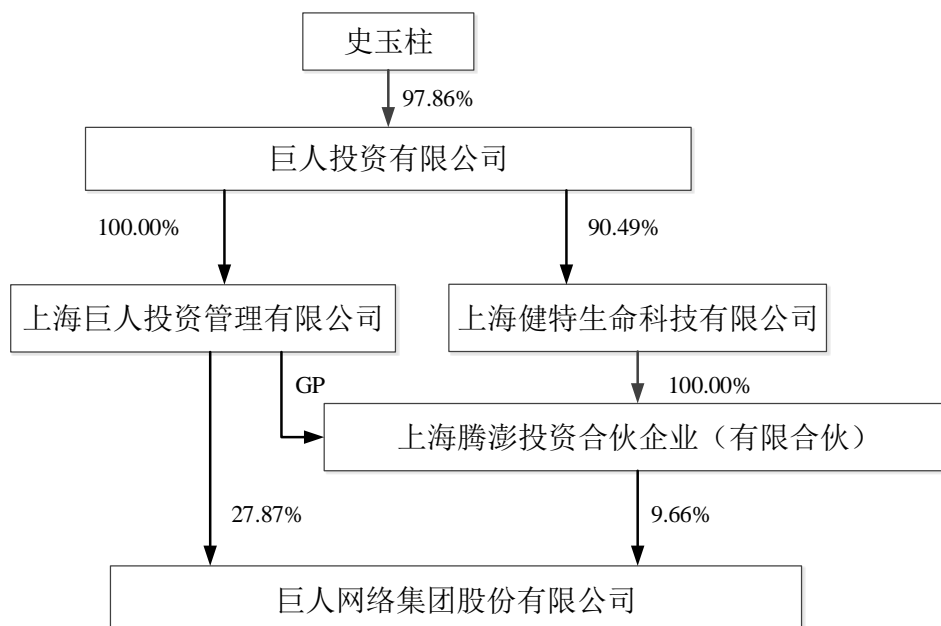 史玉柱
97.86%
巨人投资有限公司
100.00%
90.49%
上海巨人投资管理有限公司
上海健特生命科技有限公司
GP
100.00%
上海腾澎投资合伙企业（有限合伙）
27.87%
9.66%
巨人网络集团股份有限公司